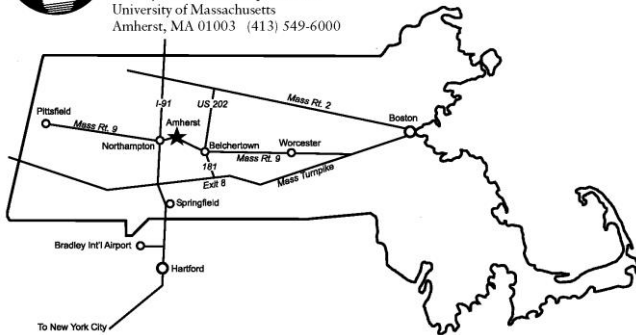 University of Massachusetts
Amherst, MA 01003 (413) 549-6000
Mass Rt. 2
I-91
US 202
Pittsfield
Amherst
Boston
Mass Rt. 9
Northampton
Belchertown
Worcester
Mass Rt. 9
181
Exit 8
Mass Turnpike
Springfield
Bradley Int'l Airport
Hartford
To New York City